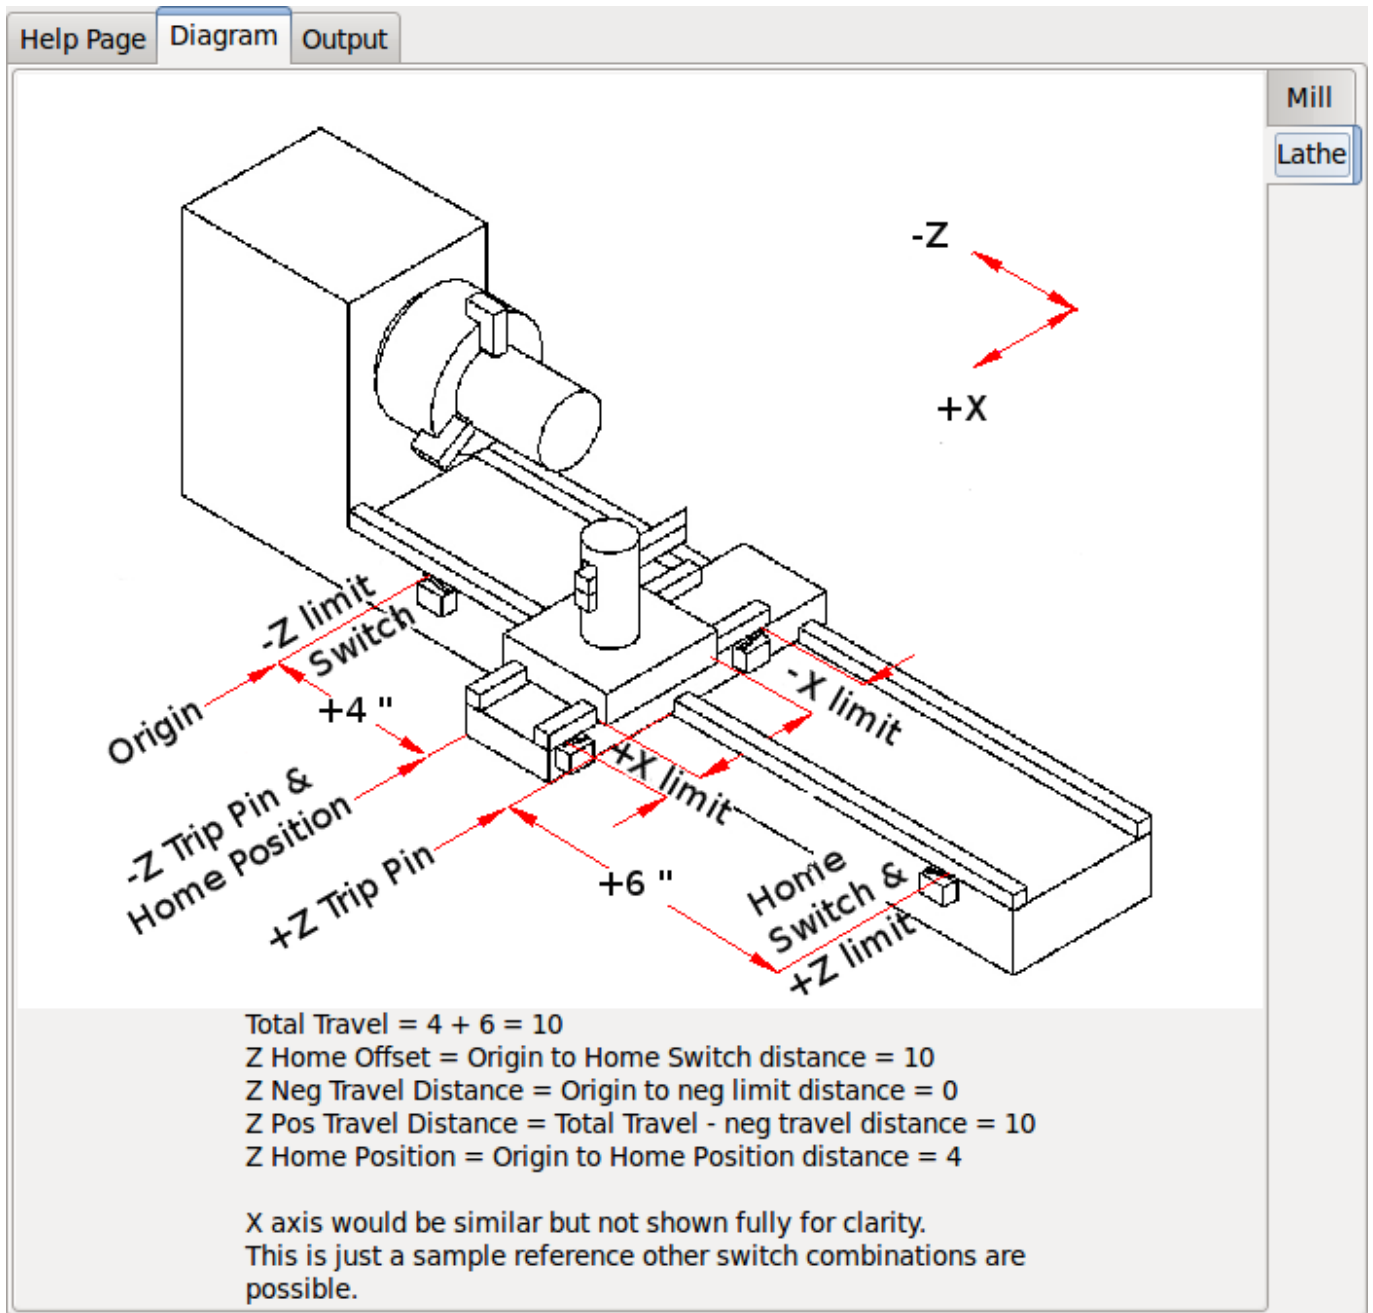 Help Page
Diagram
Output
Mill
Lathe
-Z
+X
-Z limit
Switch
Origin
+4 "
-X limit
+X limit
-Z Trip Pin &
Home Position
+Z Trip Pin
+6 "
Home
Switch &
+Z limit
Total Travel = 4 + 6 = 10
Z Home Offset = Origin to Home Switch distance = 10
Z Neg Travel Distance = Origin to neg limit distance = 0
Z Pos Travel Distance = Total Travel - neg travel distance = 10
Z Home Position = Origin to Home Position distance = 4
X axis would be similar but not shown fully for clarity.
This is just a sample reference other switch combinations are
possible.